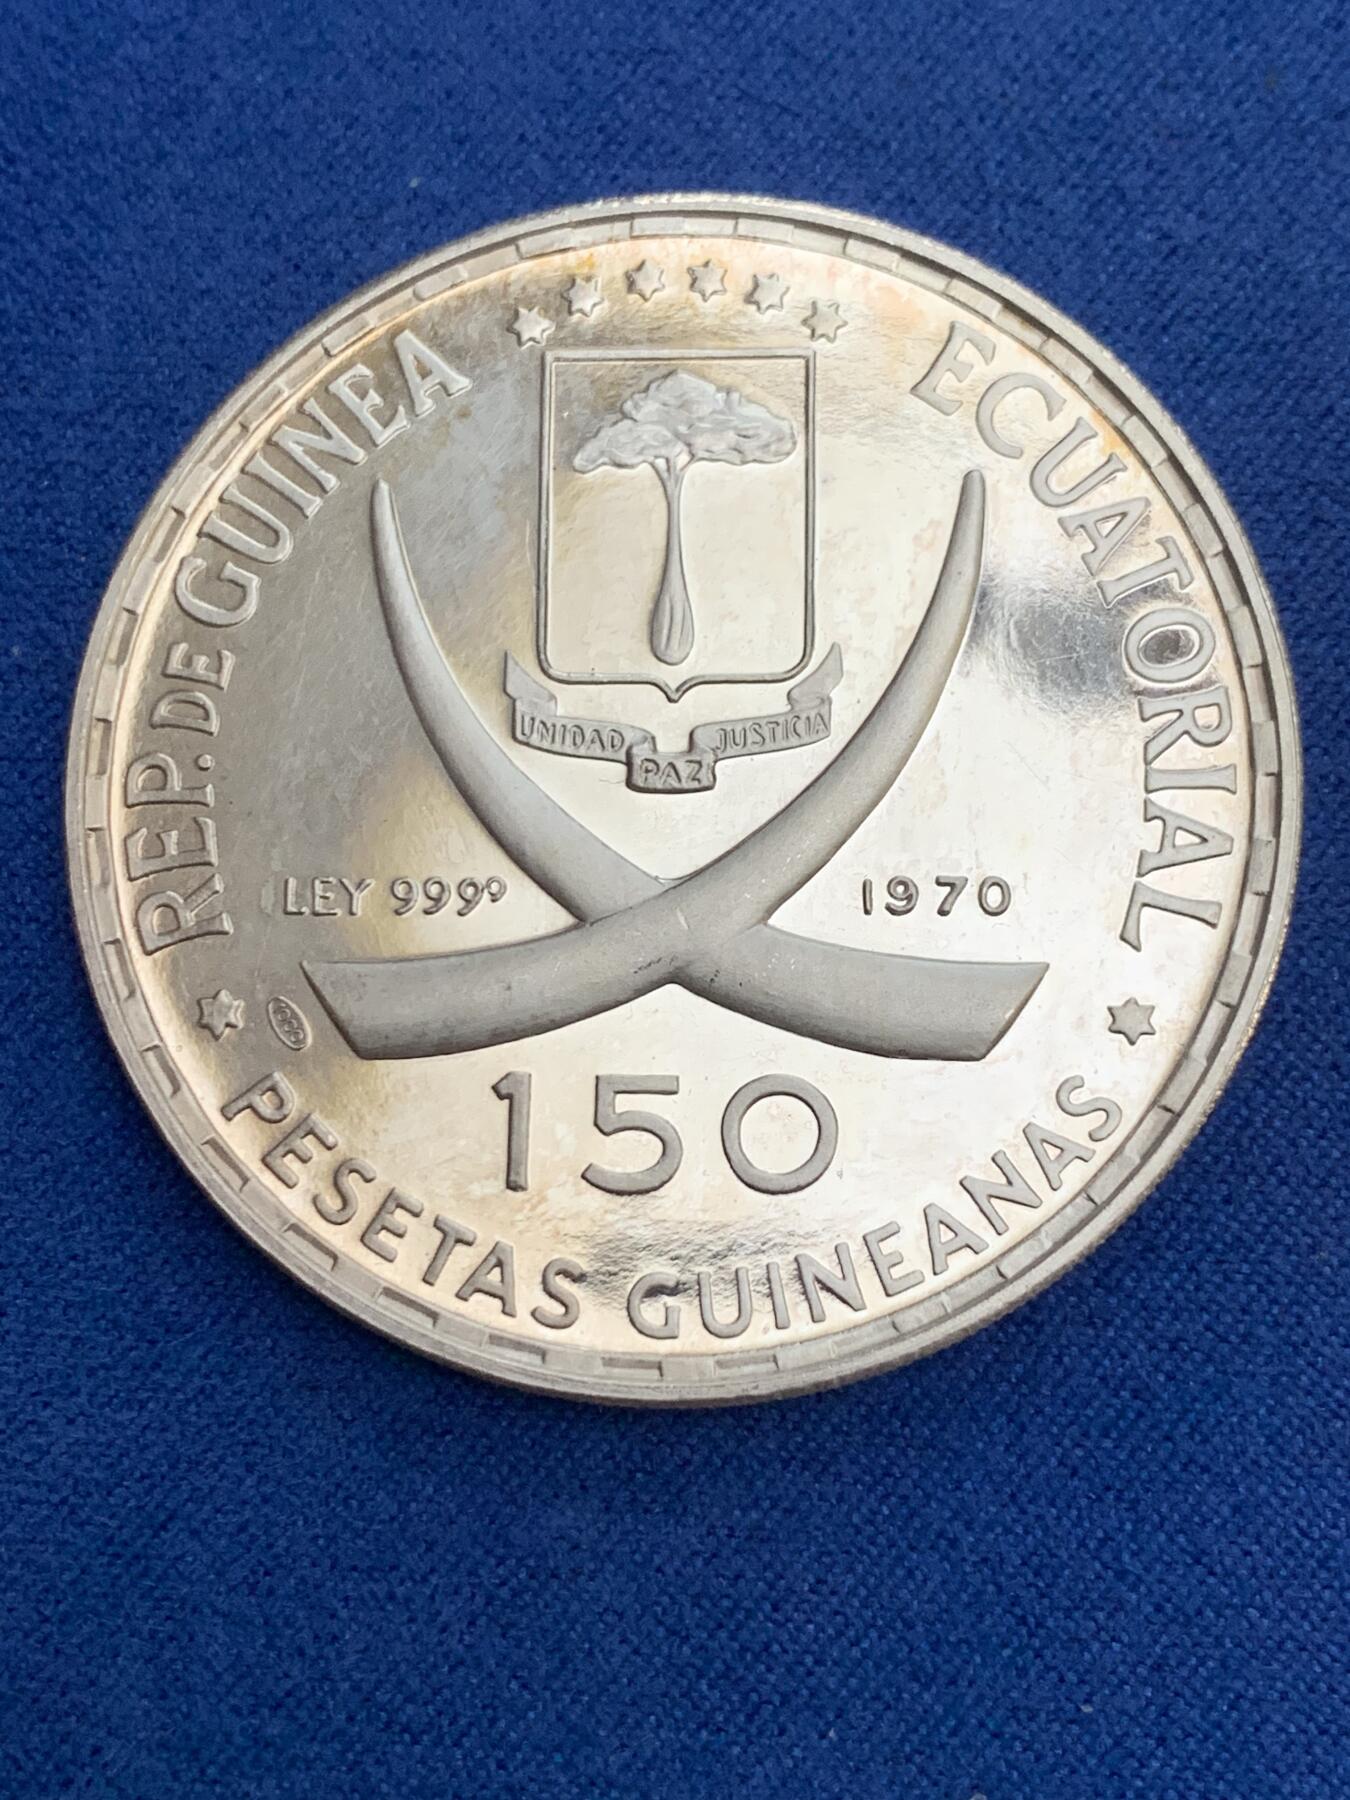 REP. DE GUINEA ECUATORIAL
UNIDAD PAZ JUSTICIA
LEY 999⁹ 1970
150
PESETAS GUINEANAS